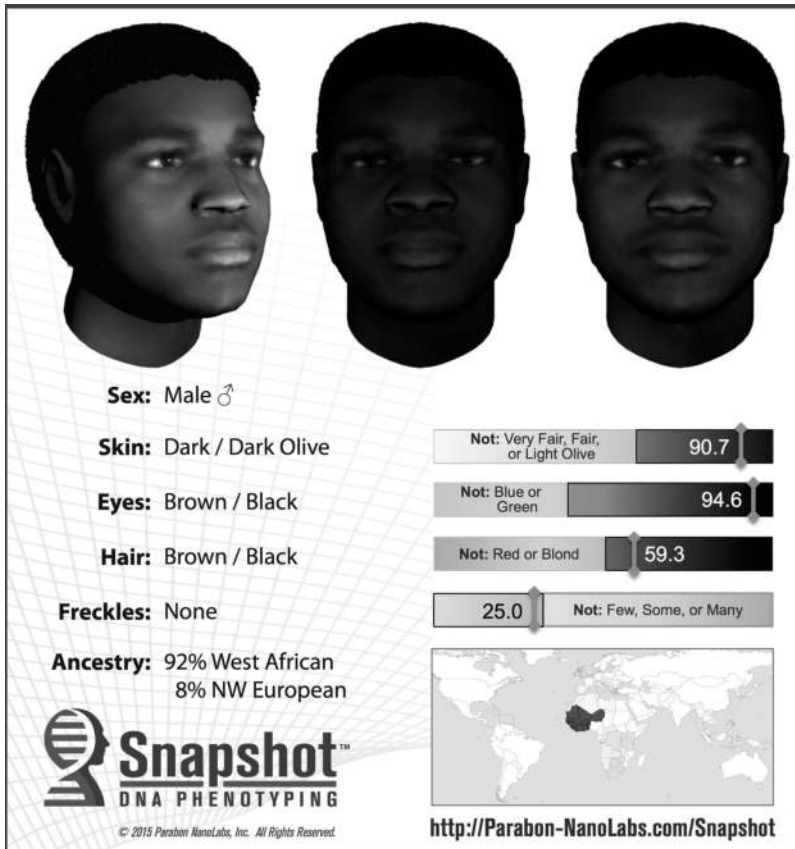 Sex: Male ♂
Skin: Dark / Dark Olive
Not: Very Fair, Fair,
or Light Olive
90.7
Eyes: Brown / Black
Not: Blue or
Green
94.6
Hair: Brown / Black
Not: Red or Blond
59.3
Freckles: None
25.0
Not: Few, Some, or Many
Ancestry: 92% West African
8% NW European
Snapshot™
DNA PHENOTYPING
© 2015 Parabon NanoLabs, Inc. All Rights Reserved.
http://Parabon-NanoLabs.com/Snapshot